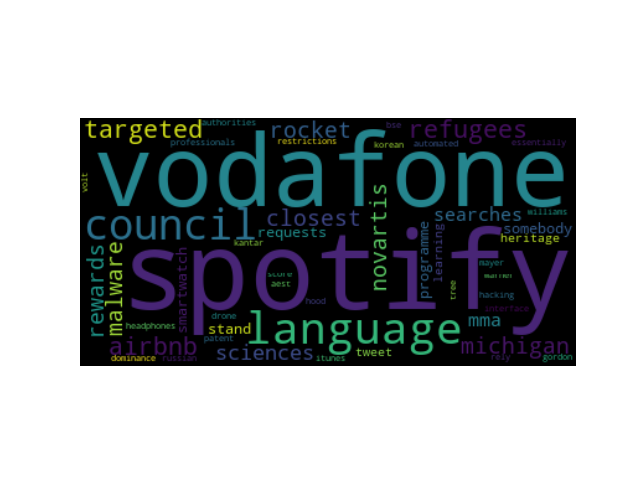 authorities
bse
targeted
rocket
refugees
professionals
restrictions
korean
automated
essentially
vodafone
volt
council
closest
novartis
searches
williams
requests
programme
learning
somebody
heritage
kantar
rewards
malware
smartwatch
spotify
score
aest
mayer
tree
hacking
hood
interface
headphones
drone
stand
language
mma
patent
airbnb
sciences
itunes
tweet
michigan
dominance
russian
rely
gordon